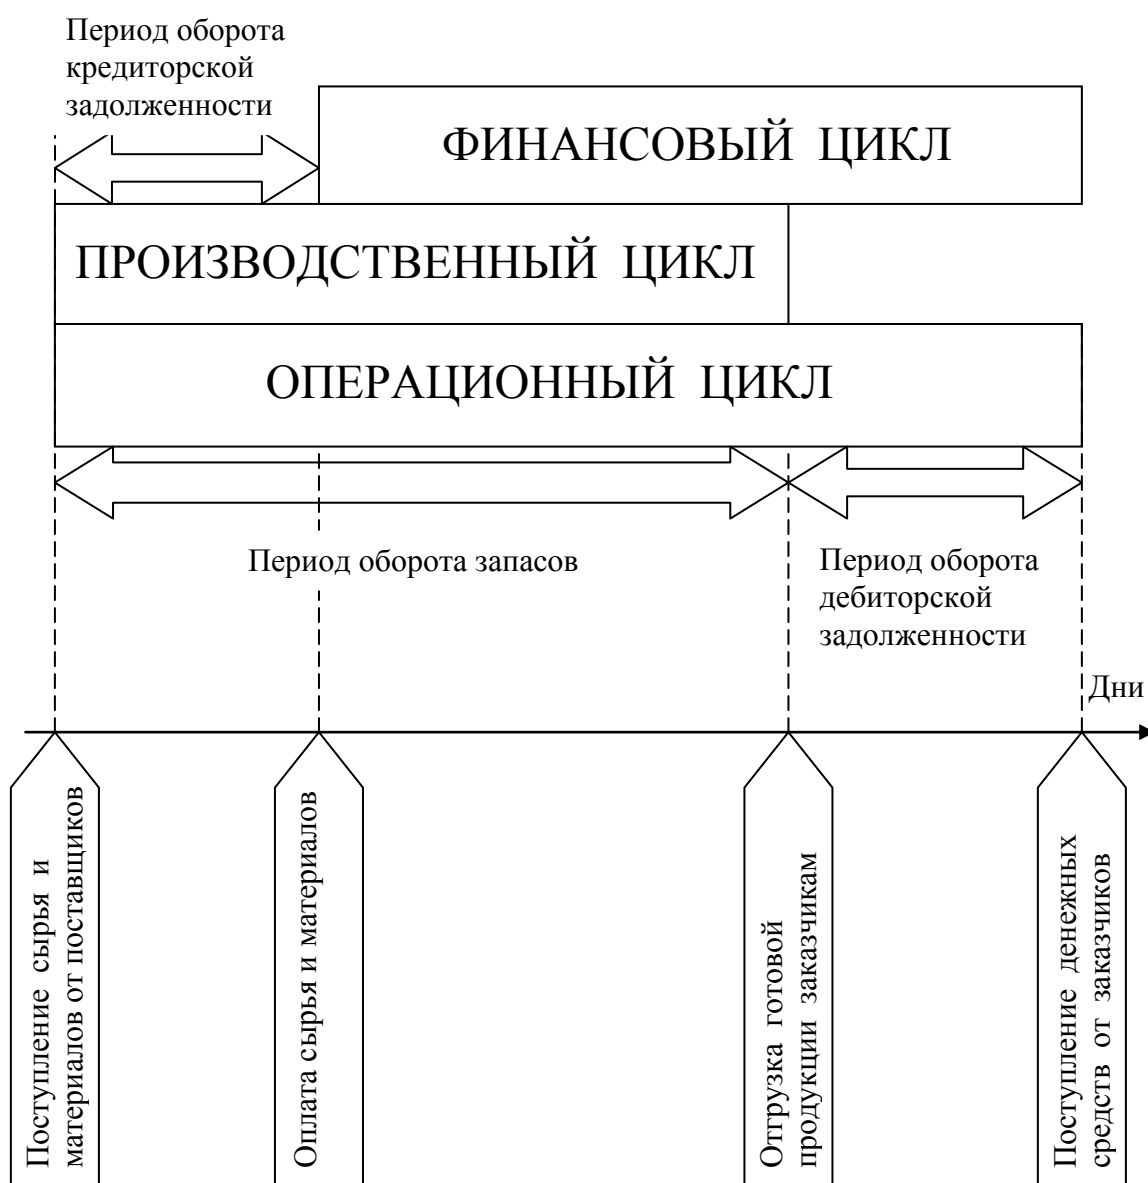 Период оборота
кредиторской
задолженности
ФИНАНСОВЫЙ ЦИКЛ
ПРОИЗВОДСТВЕННЫЙ ЦИКЛ
ОПЕРАЦИОННЫЙ ЦИКЛ
Период оборота запасов
Период оборота
дебиторской
задолженности
Дни
Поступление сырья и
материалов от поставщиков
Оплата сырья и материалов
Отгрузка готовой
продукции заказчикам
Поступление денежных
средств от заказчиков